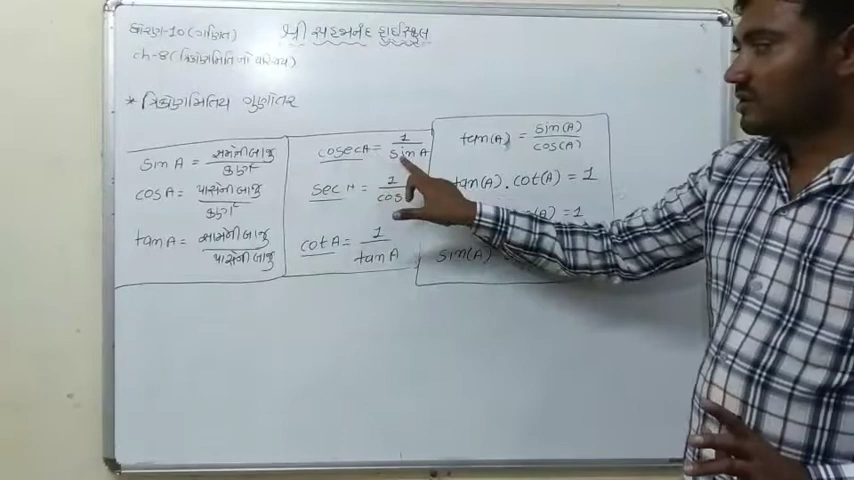 ધોરણ-10 (ગણિત) શ્રી સહજાનંદ હાઈસ્કૂલ
ch-8 (ત્રિકોણમિતિ નો પરિચય)
* ત્રિકોણમિતિય ગુણોત્તર
sin A = સામેની બાજુ / કર્ણ
cos A = પાસેની બાજુ / કર્ણ
tan A = સામેની બાજુ / પાસેની બાજુ
cosec A = 1 / sin A
sec A = 1 / cos
cot A = 1 / tan A
tan(A) = sin(A) / cos(A)
tan(A) . cot(A) = 1
(A) = 1
sin(A)